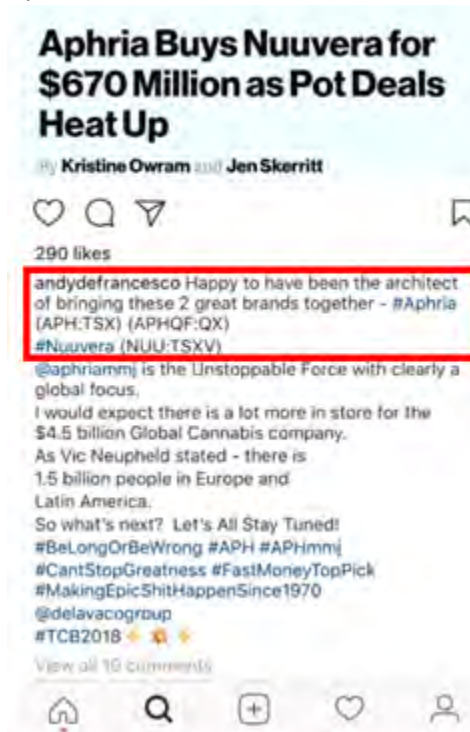 Aphria Buys Nuuvera for
$670 Million as Pot Deals
Heat Up
By Kristine Owram and Jen Skerritt
290 likes
andydefrancesco Happy to have been the architect
of bringing these 2 great brands together - #Aphria
(APH:TSX) (APHQF:QX)
#Nuuvera (NUU:TSXV)
@aphriammj is the Unstoppable Force with clearly a
global focus.
I would expect there is a lot more in store for the
$4.5 billion Global Cannabis company.
As Vic Neupheld stated - there is
1.5 billion people in Europe and
Latin America.
So what's next? Let's All Stay Tuned!
#BeLongOrBeWrong #APH #APHmmj
#CantStopGreatness #FastMoneyTopPick
#MakingEpicShitHappenSince1970
@delavacogroup
#TCB2018
View all 19 comments